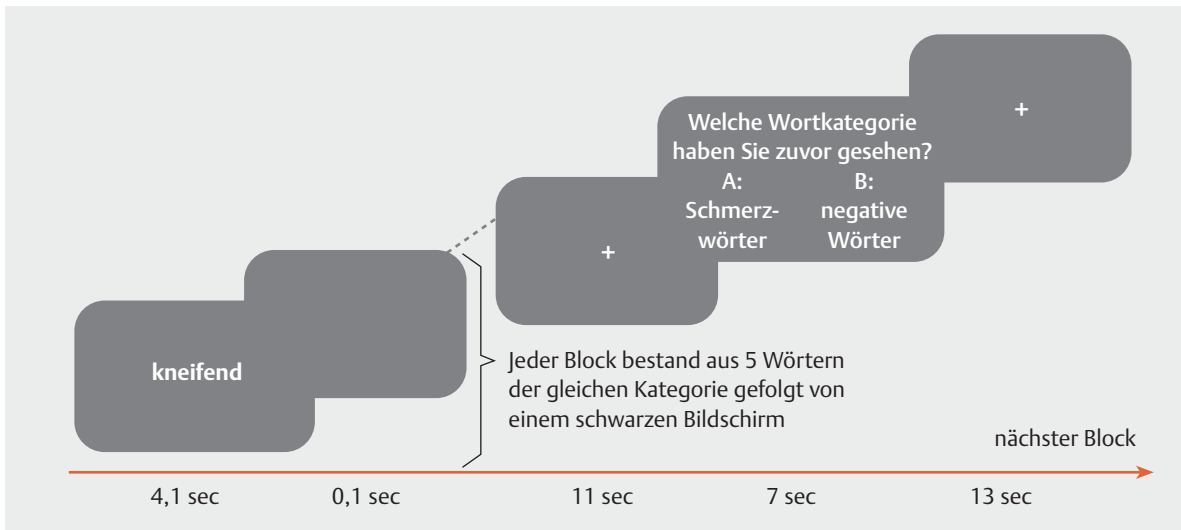 Welche Wortkategorie
haben Sie zuvor gesehen?
A:
Schmerz-
wörter
B:
negative
Wörter
+
+
kneifend
Jeder Block bestand aus 5 Wörtern
der gleichen Kategorie gefolgt von
einem schwarzen Bildschirm
nächster Block
4,1 sec
0,1 sec
11 sec
7 sec
13 sec